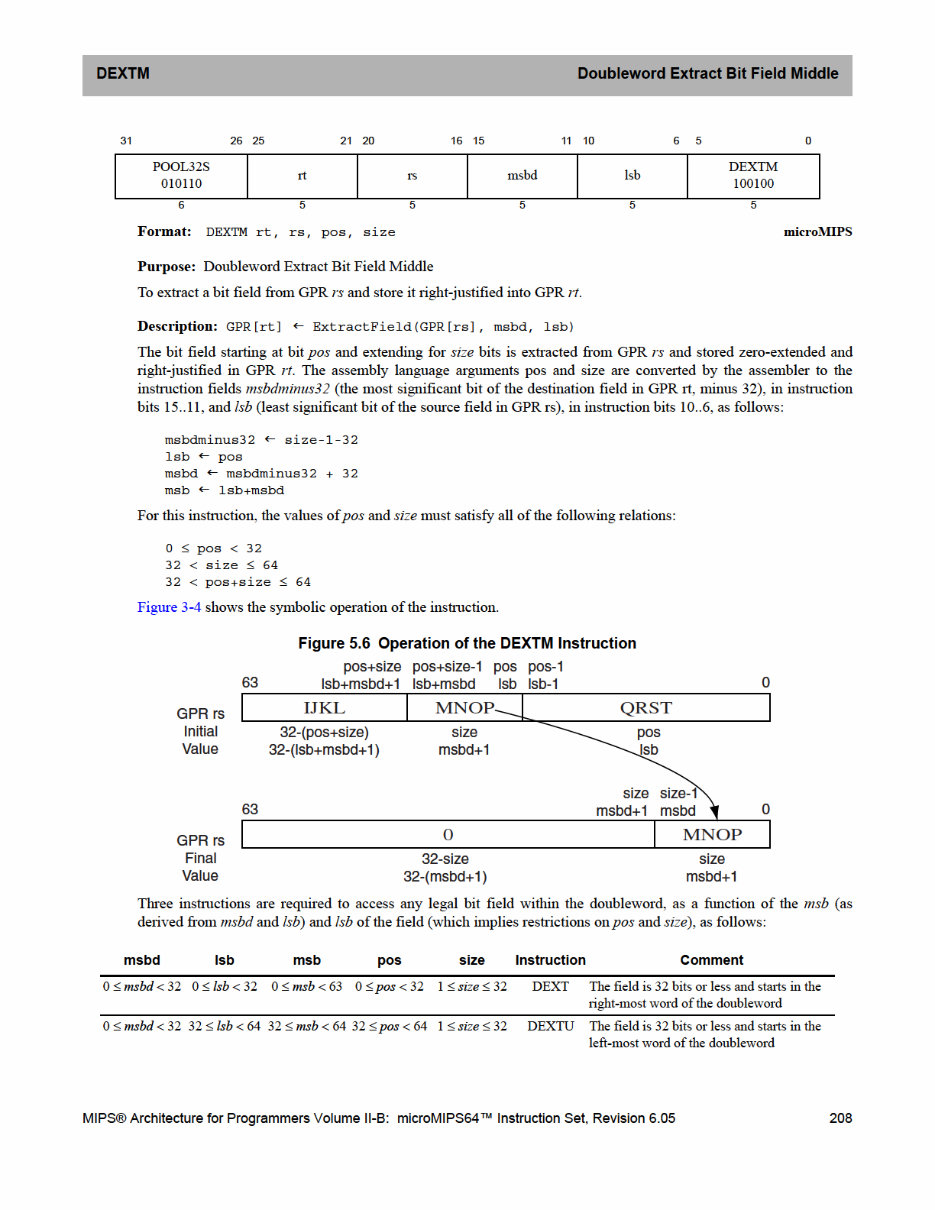 DEXTM Doubleword Extract Bit Field Middle
31 26 25 21 20 16 15 11 10 6 5 0
POOL32S
010110 rt rs msbd lsb DEXTM
100100
6 5 5 5 5 5
Format: DEXTM rt, rs, pos, size microMIPS
Purpose: Doubleword Extract Bit Field Middle
To extract a bit field from GPR rs and store it right-justified into GPR rt.
Description: GPR[rt] ← ExtractField(GPR[rs], msbd, lsb)
The bit field starting at bit pos and extending for size bits is extracted from GPR rs and stored zero-extended and
right-justified in GPR rt. The assembly language arguments pos and size are converted by the assembler to the
instruction fields msbdminus32 (the most significant bit of the destination field in GPR rt, minus 32), in instruction
bits 15..11, and lsb (least significant bit of the source field in GPR rs), in instruction bits 10..6, as follows:
msbdminus32 ← size-1-32
lsb ← pos
msbd ← msbdminus32 + 32
msb ← lsb+msbd
For this instruction, the values of pos and size must satisfy all of the following relations:
0 ≤ pos < 32
32 < size ≤ 64
32 < pos+size ≤ 64
Figure 3-4 shows the symbolic operation of the instruction.
Figure 5.6 Operation of the DEXTM Instruction
pos+size pos+size-1 pos pos-1
63 lsb+msbd+1 lsb+msbd lsb lsb-1 0
GPR rs
Initial
Value
IJKL MNOP QRST
32-(pos+size) size pos
32-(lsb+msbd+1) msbd+1 lsb
size size-1
63 msbd+1 msbd 0
GPR rs
Final
Value
0 MNOP
32-size size
32-(msbd+1) msbd+1
Three instructions are required to access any legal bit field within the doubleword, as a function of the msb (as
derived from msbd and lsb) and lsb of the field (which implies restrictions on pos and size), as follows:
msbd lsb msb pos size Instruction Comment
0 ≤ msbd < 32 0 ≤ lsb < 32 0 ≤ msb < 63 0 ≤ pos < 32 1 ≤ size ≤ 32 DEXT The field is 32 bits or less and starts in the
right-most word of the doubleword
0 ≤ msbd < 32 32 ≤ lsb < 64 32 ≤ msb < 64 32 ≤ pos < 64 1 ≤ size ≤ 32 DEXTU The field is 32 bits or less and starts in the
left-most word of the doubleword
MIPS® Architecture for Programmers Volume II-B: microMIPS64™ Instruction Set, Revision 6.05 208